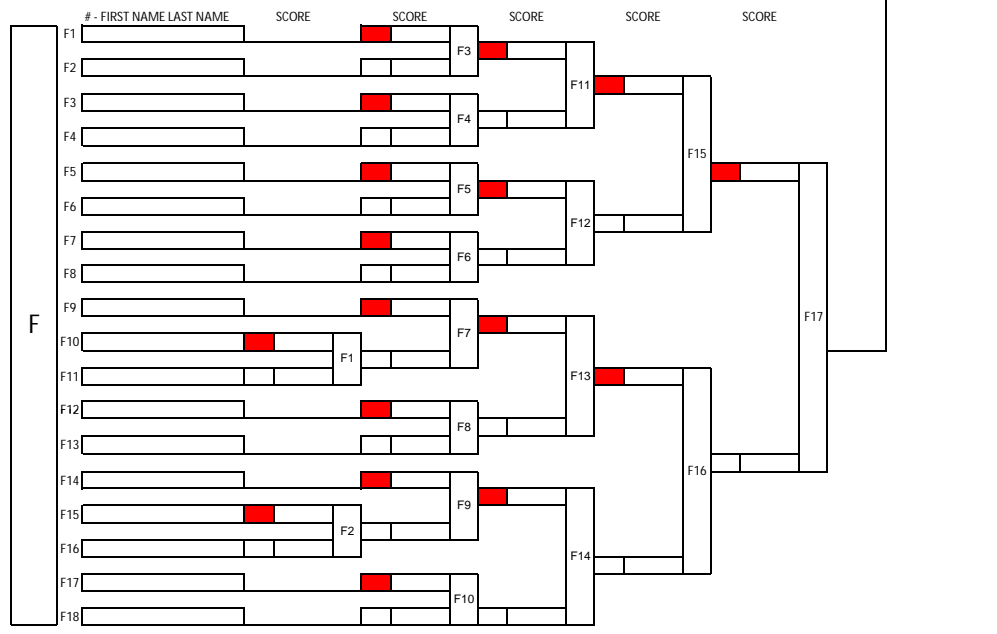 # - FIRST NAME LAST NAME SCORE SCORE SCORE SCORE SCORE
F1
F3
F2
F11
F3
F4
F4
F15
F5
F5
F6
F12
F7
F6
F8
F9
F7
F17
F
F10
F1
F11
F13
F12
F8
F13
F16
F14
F9
F15
F2
F16
F14
F17
F10
F18